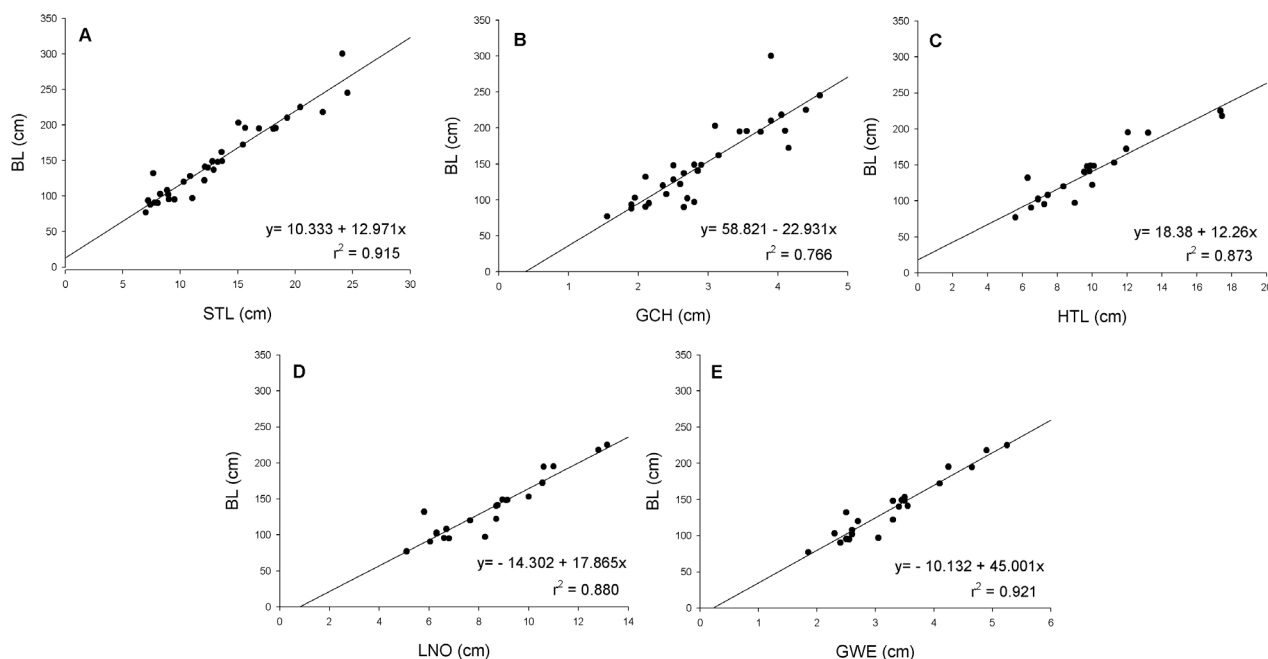 A
350
300
250
200
150
100
50
0
BL (cm)
y= 10.333 + 12.971x
r² = 0.915
0 5 10 15 20 25 30
STL (cm)
B
350
300
250
200
150
100
50
0
BL (cm)
y= 58.821 - 22.931x
r² = 0.766
0 1 2 3 4 5
GCH (cm)
C
350
300
250
200
150
100
50
0
BL (cm)
y= 18.38 + 12.26x
r² = 0.873
0 2 4 6 8 10 12 14 16 18 20
HTL (cm)
D
350
300
250
200
150
100
50
0
BL (cm)
y= - 14.302 + 17.865x
r² = 0.880
0 2 4 6 8 10 12 14
LNO (cm)
E
350
300
250
200
150
100
50
0
BL (cm)
y= - 10.132 + 45.001x
r² = 0.921
0 1 2 3 4 5 6
GWE (cm)